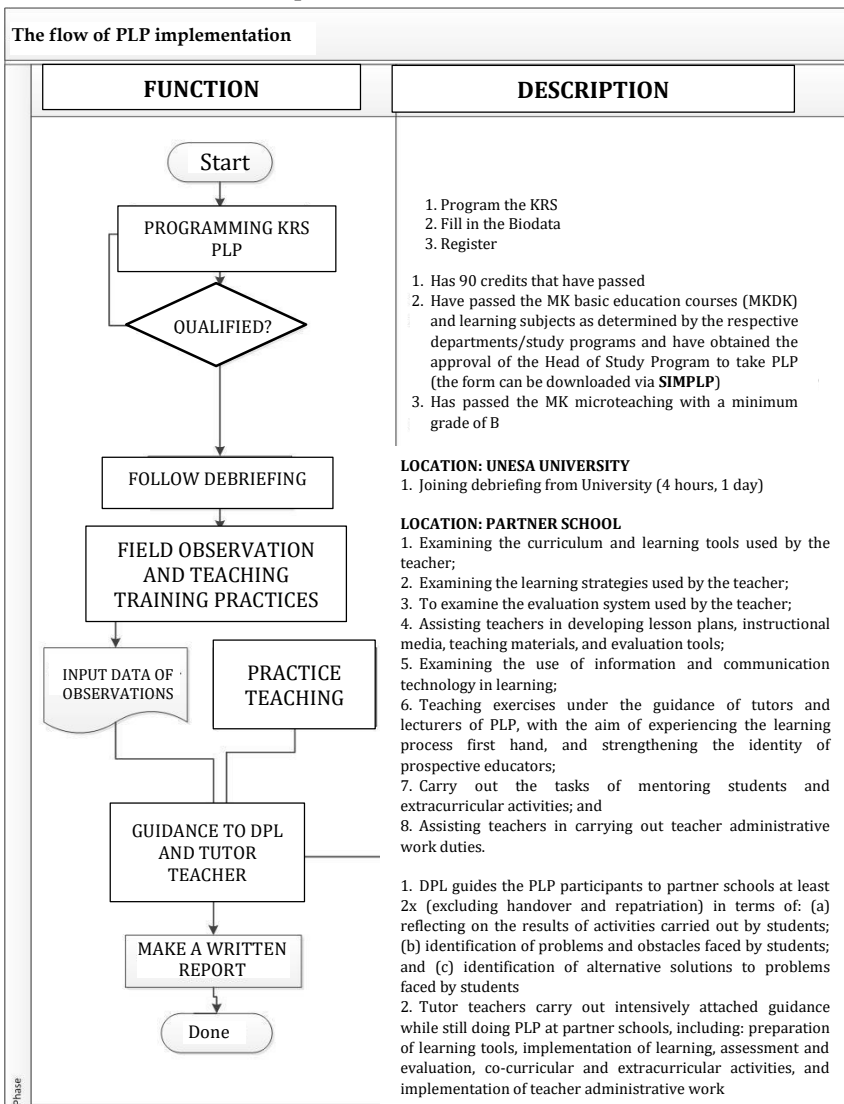 The flow of PLP implementation
FUNCTION
DESCRIPTION
Start
PROGRAMMING KRS
PLP
QUALIFIED?
FOLLOW DEBRIEFING
FIELD OBSERVATION
AND TEACHING
TRAINING PRACTICES
INPUT DATA OF
OBSERVATIONS
PRACTICE
TEACHING
GUIDANCE TO DPL
AND TUTOR
TEACHER
MAKE A WRITTEN
REPORT
Done
1. Program the KRS
2. Fill in the Biodata
3. Register
1. Has 90 credits that have passed
2. Have passed the MK basic education courses (MKDK)
and learning subjects as determined by the respective
departments/study programs and have obtained the
approval of the Head of Study Program to take PLP
(the form can be downloaded via SIMPLP)
3. Has passed the MK microteaching with a minimum
grade of B
LOCATION: UNESA UNIVERSITY
1. Joining debriefing from University (4 hours, 1 day)
LOCATION: PARTNER SCHOOL
1. Examining the curriculum and learning tools used by the
teacher;
2. Examining the learning strategies used by the teacher;
3. To examine the evaluation system used by the teacher;
4. Assisting teachers in developing lesson plans, instructional
media, teaching materials, and evaluation tools;
5. Examining the use of information and communication
technology in learning;
6. Teaching exercises under the guidance of tutors and
lecturers of PLP, with the aim of experiencing the learning
process first hand, and strengthening the identity of
prospective educators;
7. Carry out the tasks of mentoring students and
extracurricular activities; and
8. Assisting teachers in carrying out teacher administrative
work duties.
1. DPL guides the PLP participants to partner schools at least
2x (excluding handover and repatriation) in terms of: (a)
reflecting on the results of activities carried out by students;
(b) identification of problems and obstacles faced by students;
and (c) identification of alternative solutions to problems
faced by students
2. Tutor teachers carry out intensively attached guidance
while still doing PLP at partner schools, including: preparation
of learning tools, implementation of learning, assessment and
evaluation, co-curricular and extracurricular activities, and
implementation of teacher administrative work
Phase